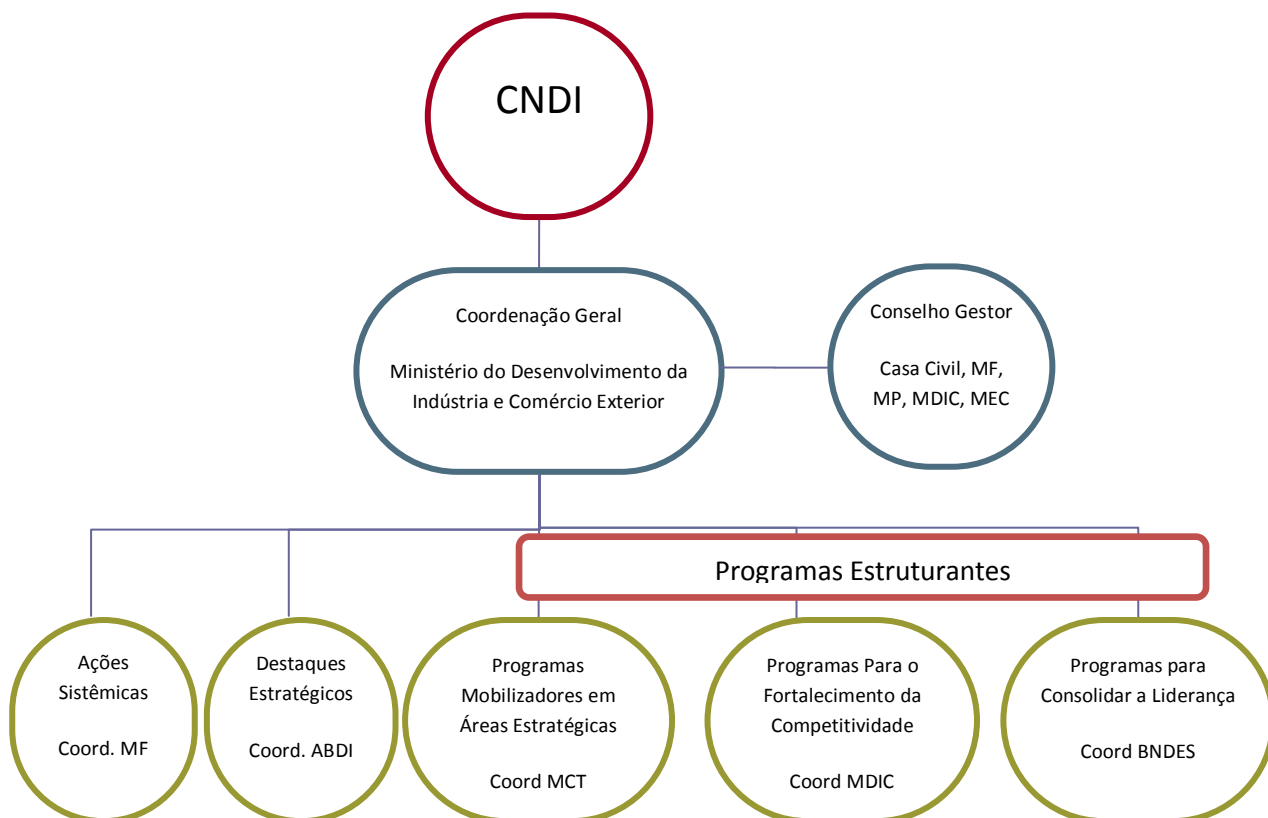 CNDI
Coordenação Geral
Ministério do Desenvolvimento da
Indústria e Comércio Exterior
Conselho Gestor
Casa Civil, MF,
MP, MDIC, MEC
Programas Estruturantes
Ações
Sistêmicas
Coord. MF
Destaques
Estratégicos
Coord. ABDI
Programas
Mobilizadores em
Áreas Estratégicas
Coord MCT
Programas Para o
Fortalecimento da
Competitividade
Coord MDIC
Programas para
Consolidar a Liderança
Coord BNDES